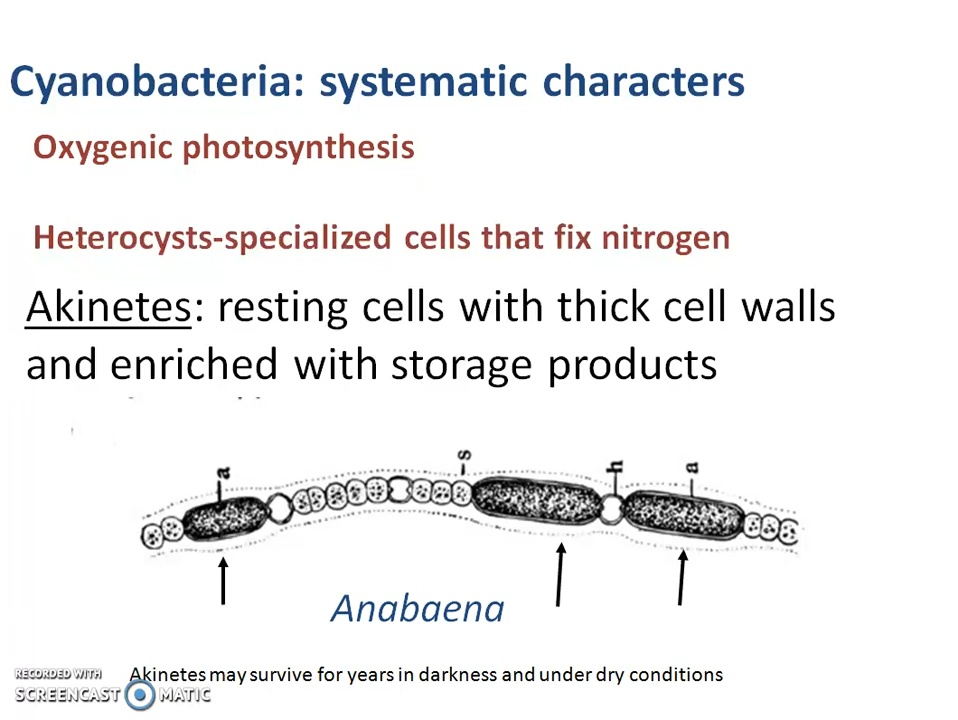 Cyanobacteria: systematic characters
Oxygenic photosynthesis
Heterocysts-specialized cells that fix nitrogen
Akinetes: resting cells with thick cell walls
and enriched with storage products
a
s
h
a
Anabaena
Akinetes may survive for years in darkness and under dry conditions
RECORDED WITH
SCREENCAST MATIC